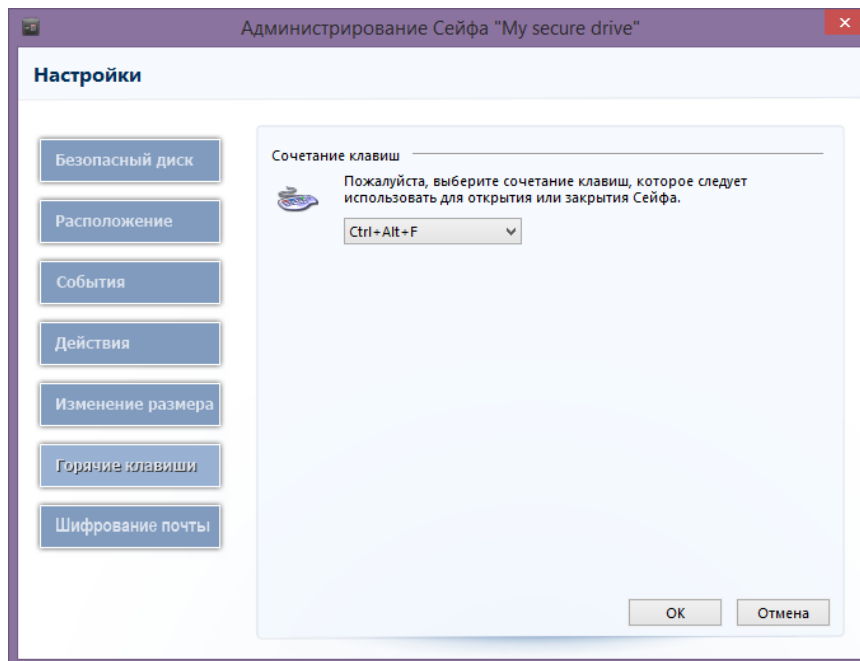 Администрирование Сейфа "My secure drive"
Настройки
Безопасный диск
Расположение
События
Действия
Изменение размера
Горячие клавиши
Шифрование почты
Сочетание клавиш
Пожалуйста, выберите сочетание клавиш, которое следует
использовать для открытия или закрытия Сейфа.
Ctrl+Alt+F
OK
Отмена